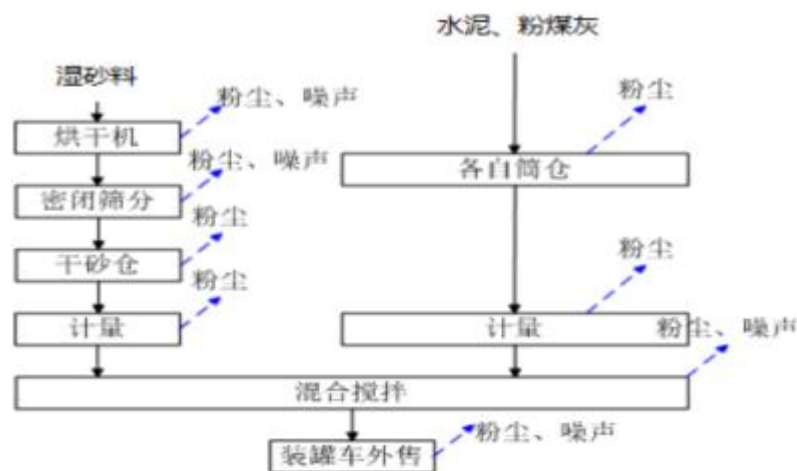 水泥、粉煤灰
湿砂料
粉尘、噪声
粉尘
烘干机
粉尘、噪声
各自筒仓
密闭筛分
粉尘
干砂仓
粉尘
粉尘
计量
计量
粉尘、噪声
混合搅拌
粉尘、噪声
装罐车外售